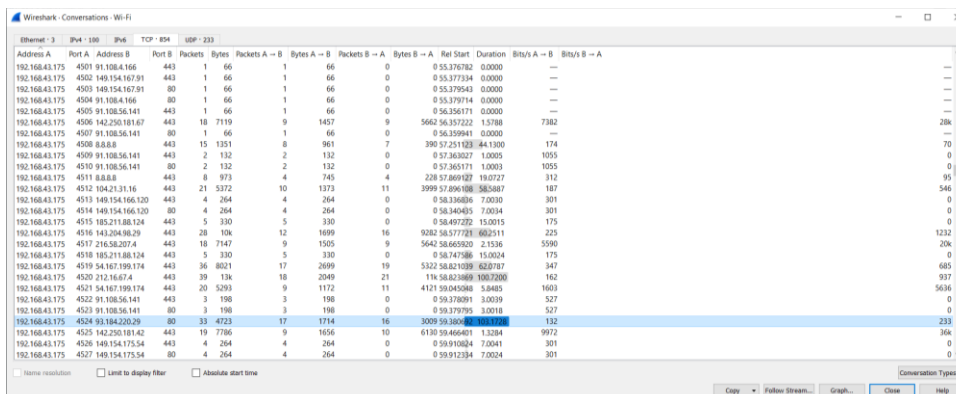 Wireshark · Conversations · Wi-Fi
Ethernet · 3 IPv4 · 100 IPv6 TCP · 854 UDP · 233
Address A Port A Address B Port B Packets Bytes Packets A → B Bytes A → B Packets B → A Bytes B → A Rel Start Duration Bits/s A → B Bits/s B → A
192.168.43.175 4501 91.108.4.166 443 1 66 1 66 0 0 55.376782 0.0000 — —
192.168.43.175 4502 149.154.167.91 443 1 66 1 66 0 0 55.377334 0.0000 — —
192.168.43.175 4503 149.154.167.91 80 1 66 1 66 0 0 55.379543 0.0000 — —
192.168.43.175 4504 91.108.4.166 80 1 66 1 66 0 0 55.379714 0.0000 — —
192.168.43.175 4505 91.108.56.141 443 1 66 1 66 0 0 56.356171 0.0000 — —
192.168.43.175 4506 142.250.181.67 443 18 7119 9 1457 9 5662 56.357222 1.5788 7382 28k
192.168.43.175 4507 91.108.56.141 80 1 66 1 66 0 0 56.359941 0.0000 — —
192.168.43.175 4508 8.8.8.8 443 15 1351 8 961 7 390 57.251123 44.1300 174 70
192.168.43.175 4509 91.108.56.141 443 2 132 2 132 0 0 57.363027 1.0005 1055 0
192.168.43.175 4510 91.108.56.141 80 2 132 2 132 0 0 57.365171 1.0003 1055 0
192.168.43.175 4511 8.8.8.8 443 8 973 4 745 4 228 57.869127 19.0727 312 95
192.168.43.175 4512 104.21.31.16 443 21 5372 10 1373 11 3999 57.896108 58.5887 187 546
192.168.43.175 4513 149.154.166.120 443 4 264 4 264 0 0 58.336836 7.0030 301 0
192.168.43.175 4514 149.154.166.120 80 4 264 4 264 0 0 58.340435 7.0034 301 0
192.168.43.175 4515 185.211.88.124 443 5 330 5 330 0 0 58.497272 15.0015 175 0
192.168.43.175 4516 143.204.98.29 443 28 10k 12 1699 16 9282 58.577721 60.2511 225 1232
192.168.43.175 4517 216.58.207.4 443 18 7147 9 1505 9 5642 58.665920 2.1536 5590 20k
192.168.43.175 4518 185.211.88.124 443 5 330 5 330 0 0 58.747586 15.0024 175 0
192.168.43.175 4519 54.167.199.174 443 36 8021 17 2699 19 5322 58.821039 62.0787 347 685
192.168.43.175 4520 212.16.67.4 443 39 13k 18 2049 21 11k 58.823869 100.7200 162 937
192.168.43.175 4521 54.167.199.174 443 20 5293 9 1172 11 4121 59.045048 5.8485 1603 5636
192.168.43.175 4522 91.108.56.141 443 3 198 3 198 0 0 59.378091 3.0039 527 0
192.168.43.175 4523 91.108.56.141 80 3 198 3 198 0 0 59.379795 3.0018 527 0
192.168.43.175 4524 93.184.220.29 80 33 4723 17 1714 16 3009 59.380692 103.1728 132 233
192.168.43.175 4525 142.250.181.42 443 19 7786 9 1656 10 6130 59.466401 1.3284 9972 36k
192.168.43.175 4526 149.154.175.54 443 4 264 4 264 0 0 59.910824 7.0041 301 0
192.168.43.175 4527 149.154.175.54 80 4 264 4 264 0 0 59.912334 7.0024 301 0
Name resolution Limit to display filter Absolute start time Conversation Types
Copy Follow Stream... Graph... Close Help